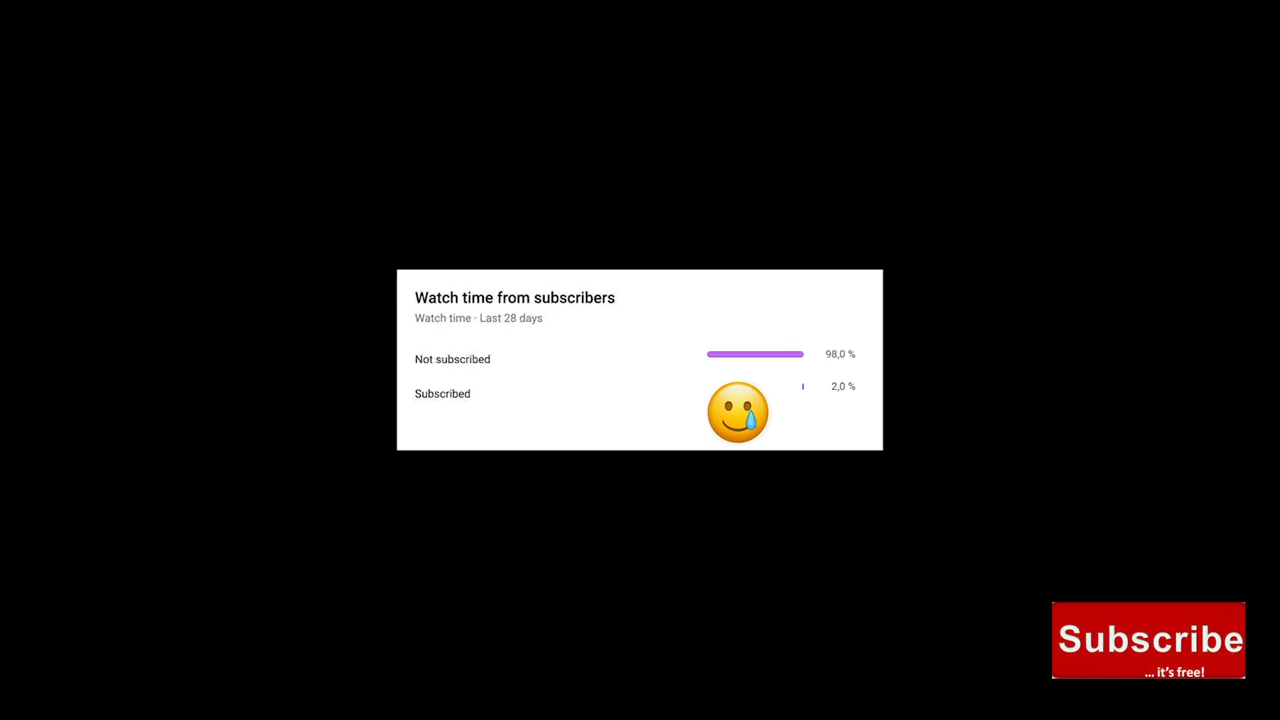 Watch time from subscribers
Watch time · Last 28 days
Not subscribed 98,0 %
Subscribed 2,0 %
Subscribe
... it's free!